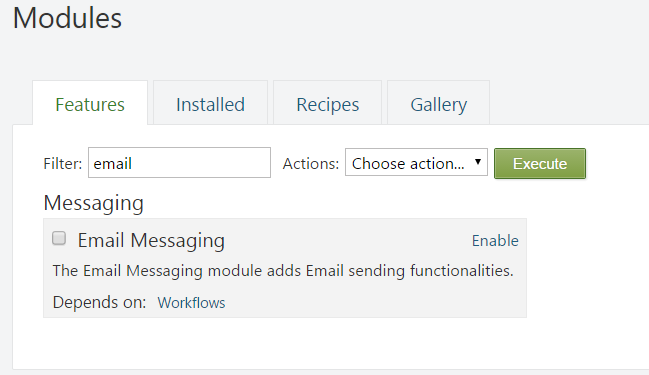 Modules
Features Installed Recipes Gallery
Filter: email Actions: Choose action... Execute
Messaging
Email Messaging Enable
The Email Messaging module adds Email sending functionalities.
Depends on: Workflows